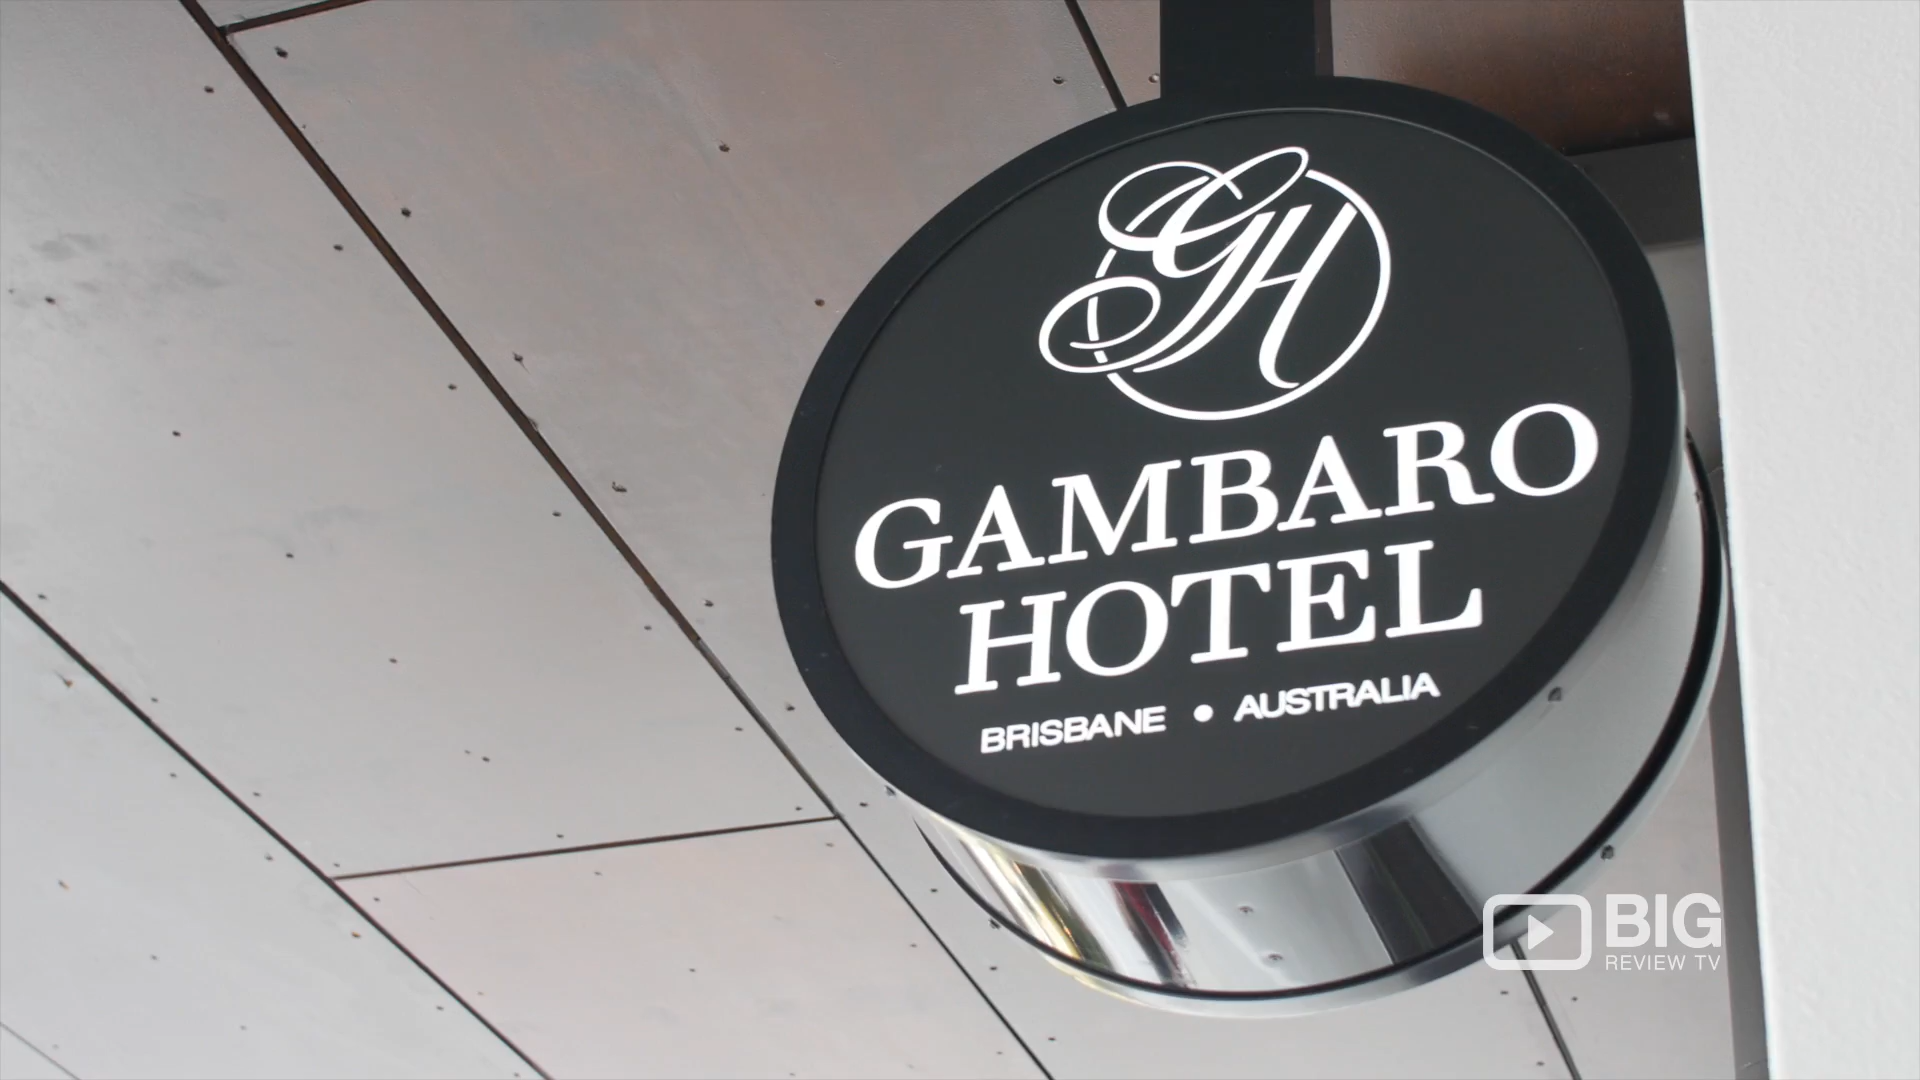 GH
GAMBARO
HOTEL
BRISBANE • AUSTRALIA
BIG
REVIEW TV